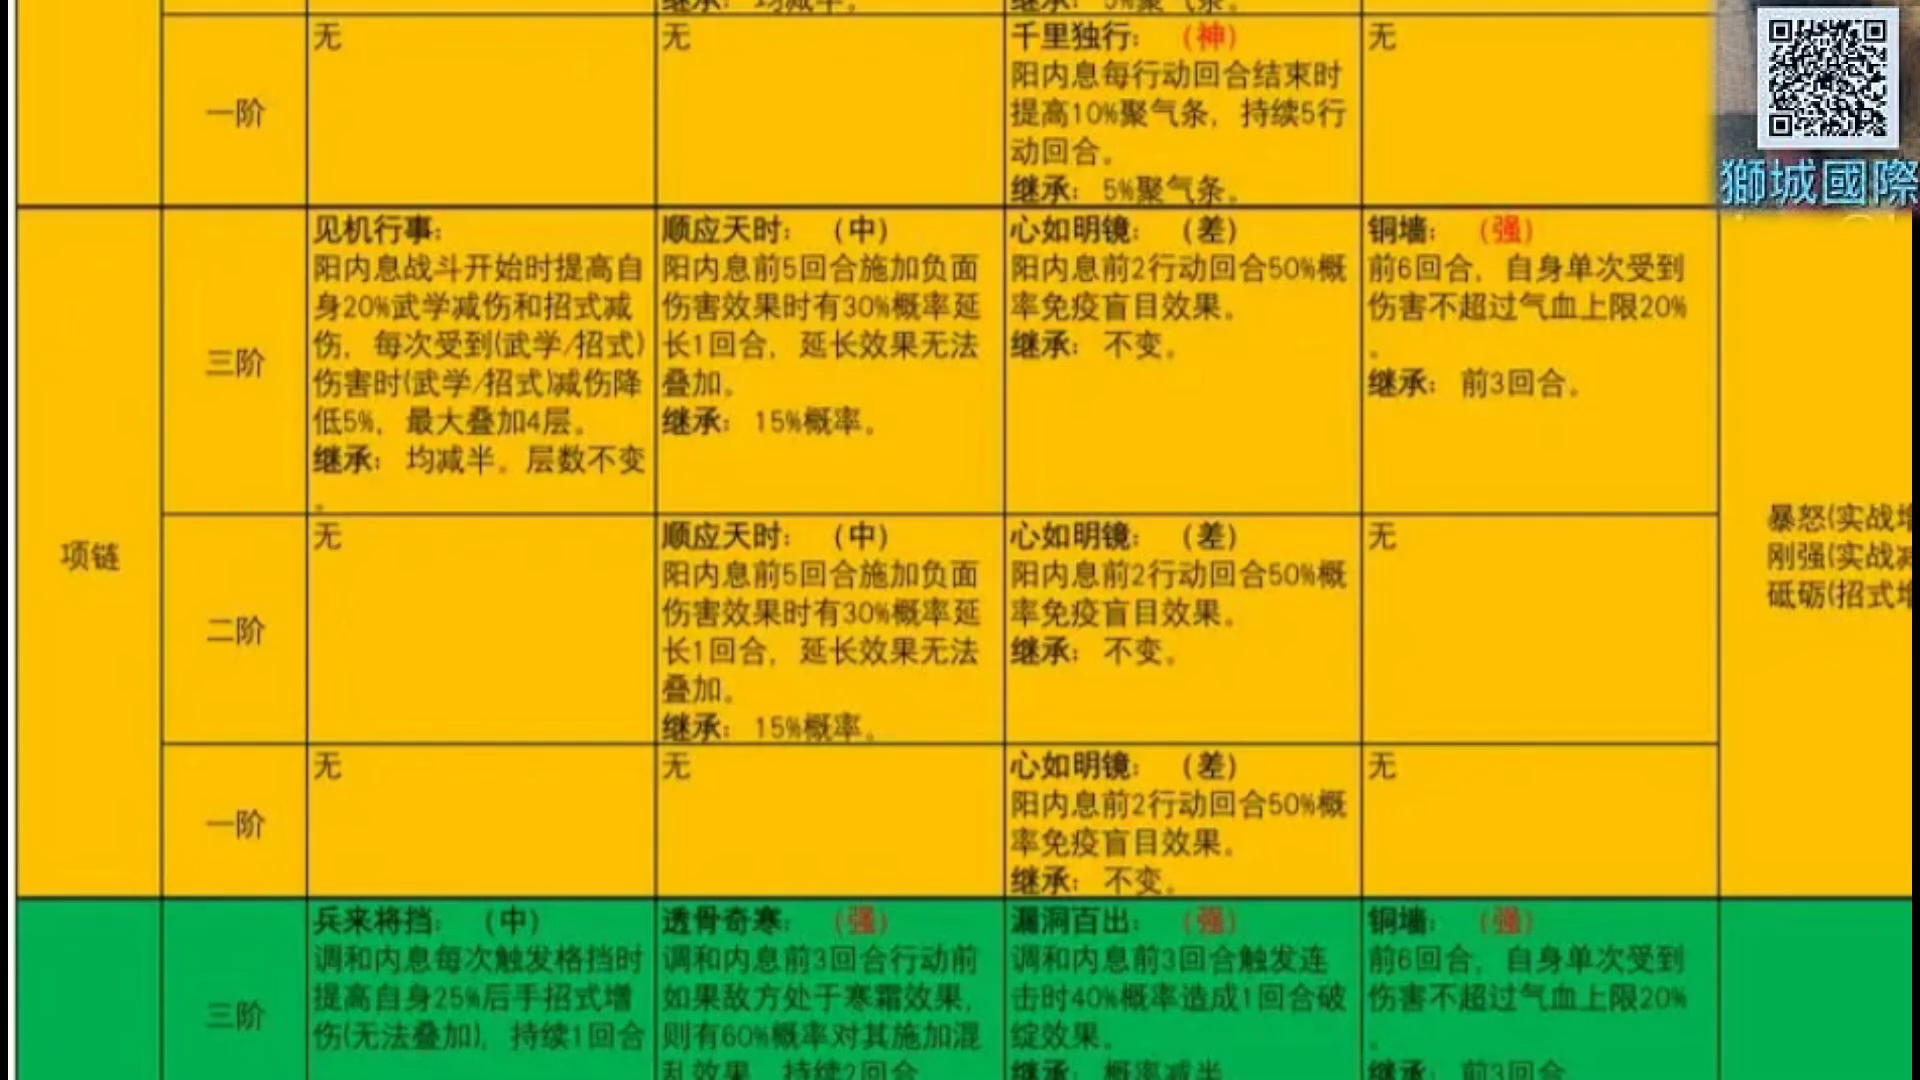 继承：均减半。
继承：5%聚气条。
一阶
无
无
千里独行：（神）
阳内息每行动回合结束时
提高10%聚气条，持续5行
动回合。
继承：5%聚气条。
无
獅城國際
项链
三阶
见机行事：
阳内息战斗开始时提高自
身20%武学减伤和招式减
伤，每次受到(武学/招式)
伤害时(武学/招式)减伤降
低5%，最大叠加4层。
继承：均减半。层数不变
。
顺应天时：（中）
阳内息前5回合施加负面
伤害效果时有30%概率延
长1回合，延长效果无法
叠加。
继承：15%概率。
心如明镜：（差）
阳内息前2行动回合50%概
率免疫盲目效果。
继承：不变。
铜墙：（强）
前6回合，自身单次受到
伤害不超过气血上限20%
。
继承：前3回合。
二阶
无
顺应天时：（中）
阳内息前5回合施加负面
伤害效果时有30%概率延
长1回合，延长效果无法
叠加。
继承：15%概率。
心如明镜：（差）
阳内息前2行动回合50%概
率免疫盲目效果。
继承：不变。
无
一阶
无
无
心如明镜：（差）
阳内息前2行动回合50%概
率免疫盲目效果。
继承：不变。
无
暴怒(实战增
刚强(实战减
砥砺(招式增
三阶
兵来将挡：（中）
调和内息每次触发格挡时
提高自身25%后手招式增
伤(无法叠加)，持续1回合
透骨奇寒：（强）
调和内息前3回合行动前
如果敌方处于寒霜效果，
则有60%概率对其施加混
乱效果，持续2回合
漏洞百出：（强）
调和内息前3回合触发连
击时40%概率造成1回合破
绽效果。
继承：概率减半
铜墙：（强）
前6回合，自身单次受到
伤害不超过气血上限20%
。
继承：前3回合